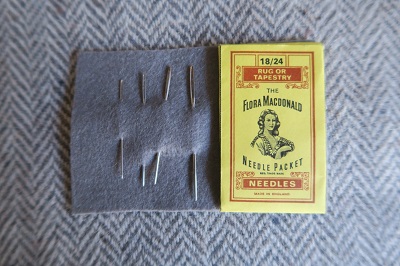 18/24
RUG OR
TAPESTRY
THE
FLORA MACDONALD
NEEDLE PACKET
NEEDLES
MADE IN ENGLAND